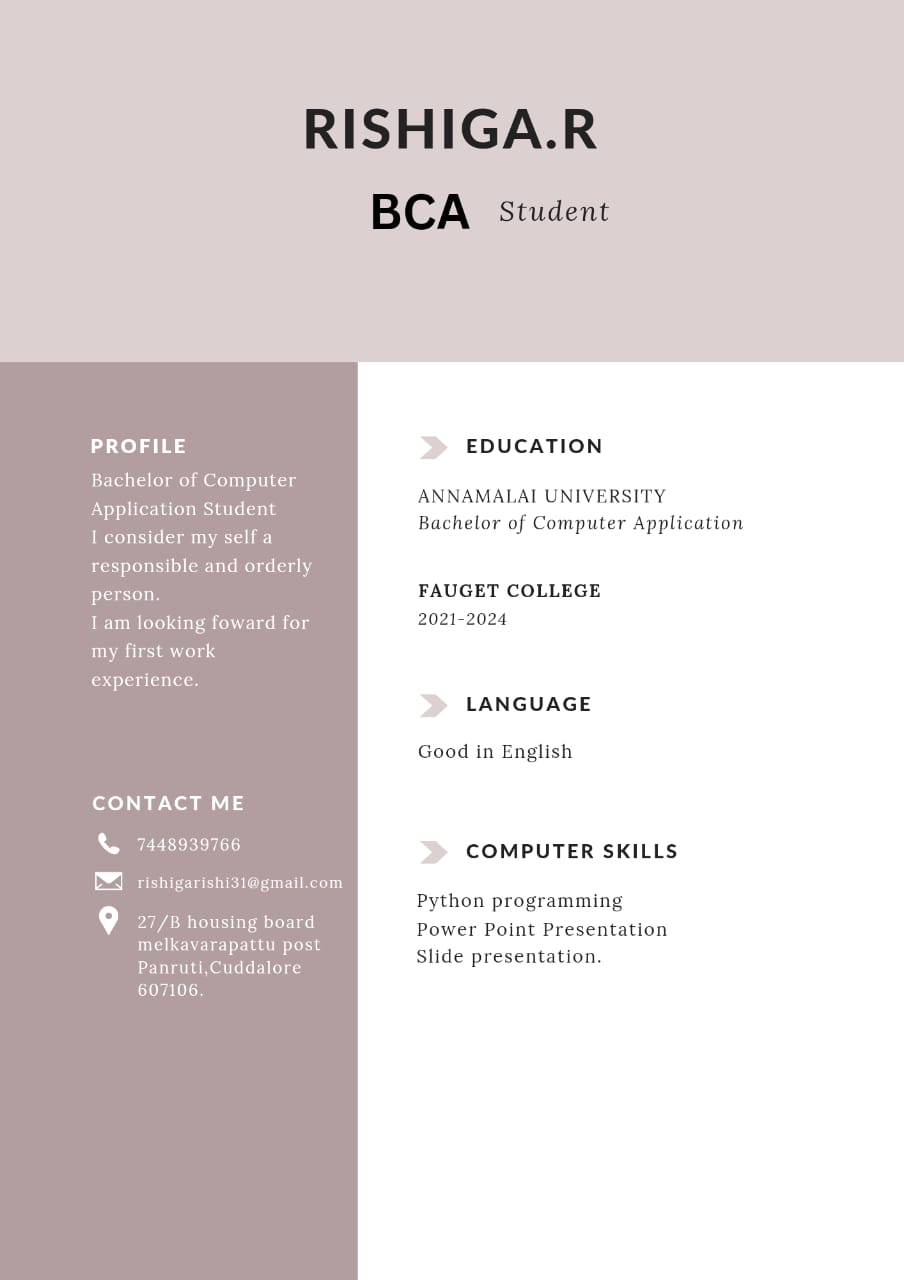 RISHIGA.R
BCA Student
PROFILE
Bachelor of Computer
Application Student
I consider my self a
responsible and orderly
person.
I am looking foward for
my first work
experience.
CONTACT ME
7448939766
rishigarishi31@gmail.com
27/B housing board
melkavarapattu post
Panruti,Cuddalore
607106.
EDUCATION
ANNAMALAI UNIVERSITY
Bachelor of Computer Application
FAUGET COLLEGE
2021-2024
LANGUAGE
Good in English
COMPUTER SKILLS
Python programming
Power Point Presentation
Slide presentation.